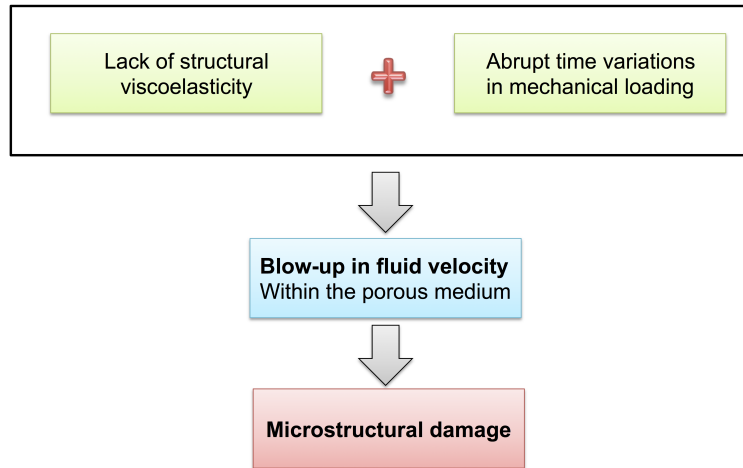 Lack of structural
viscoelasticity
Abrupt time variations
in mechanical loading
Blow-up in fluid velocity
Within the porous medium
Microstructural damage